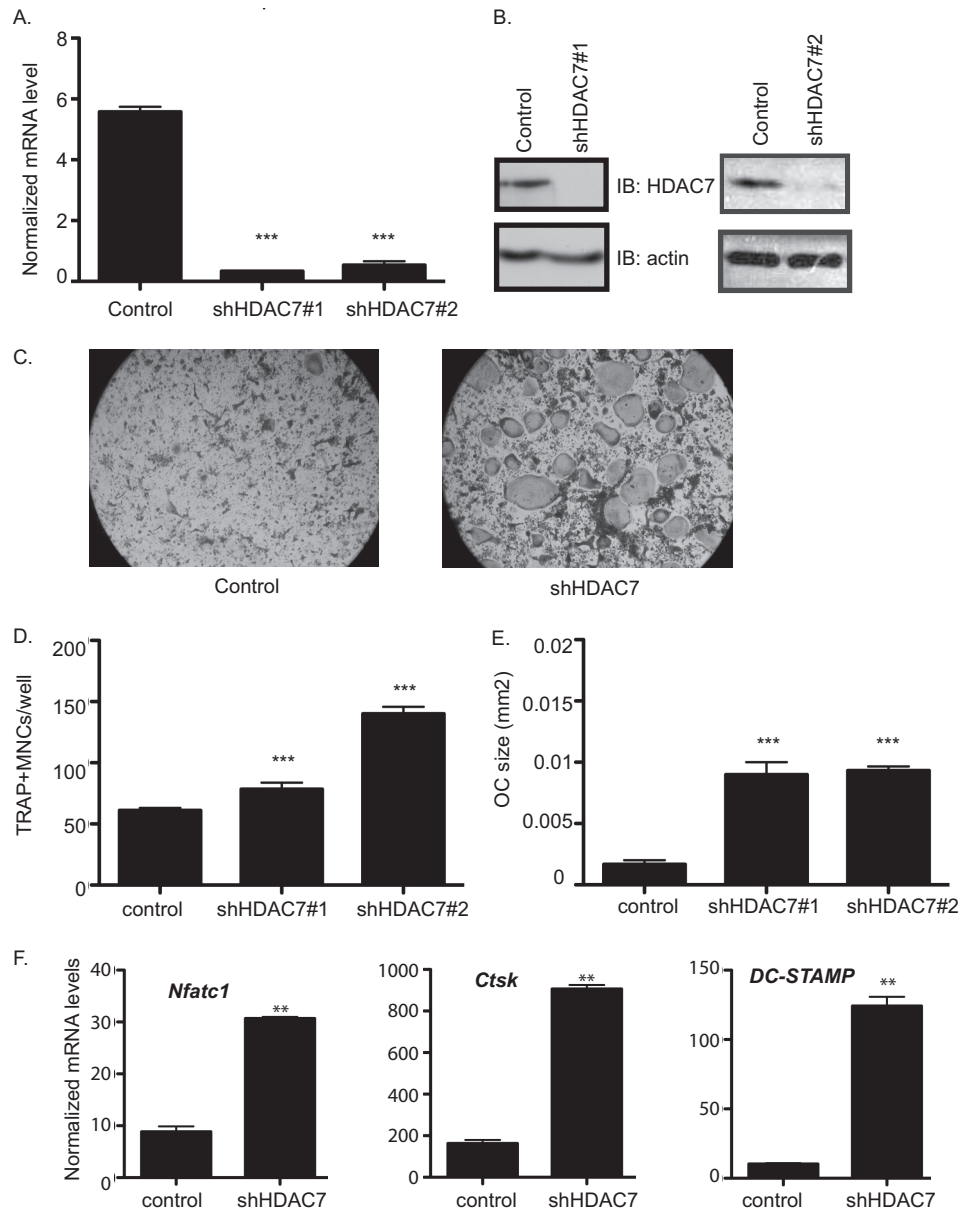 A.
Normalized mRNA level
8
6
4
2
0
***
***
Control
shHDAC7#1
shHDAC7#2
B.
Control
shHDAC7#1
Control
shHDAC7#2
IB: HDAC7
IB: actin
C.
Control
shHDAC7
D.
TRAP+MNCs/well
200
150
100
50
0
***
***
control
shHDAC7#1
shHDAC7#2
E.
OC size (mm2)
0.02
0.015
0.01
0.005
0
***
***
control
shHDAC7#1
shHDAC7#2
F.
Normalized mRNA levels
40
30
20
10
0
Nfatc1
**
control
shHDAC7
1000
800
600
400
200
0
Ctsk
**
control
shHDAC7
150
100
50
0
DC-STAMP
**
control
shHDAC7